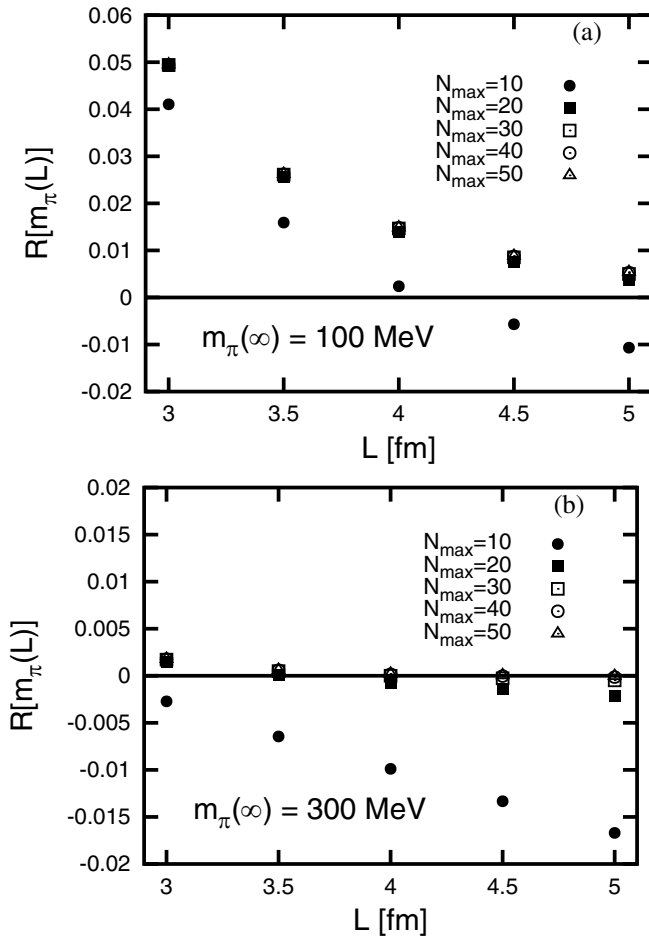 0.06
(a)
0.05
N_max=10
0.04
N_max=20
N_max=30
0.03
N_max=40
R[m_π(L)]
0.02
N_max=50
0.01
0
-0.01
m_π(∞) = 100 MeV
-0.02
3 3.5 4 4.5 5
L [fm]
0.02
(b)
0.015
N_max=10
N_max=20
0.01
N_max=30
N_max=40
0.005
N_max=50
R[m_π(L)]
0
-0.005
-0.01
m_π(∞) = 300 MeV
-0.015
-0.02
3 3.5 4 4.5 5
L [fm]